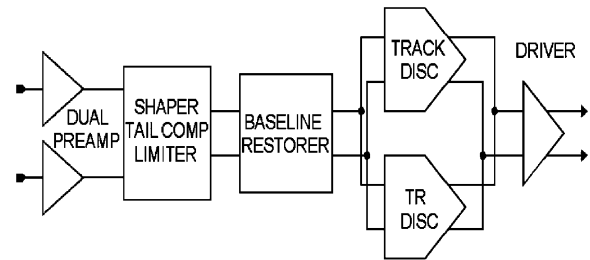 DUAL
PREAMP
SHAPER
TAIL COMP
LIMITER
BASELINE
RESTORER
TRACK
DISC
TR
DISC
DRIVER